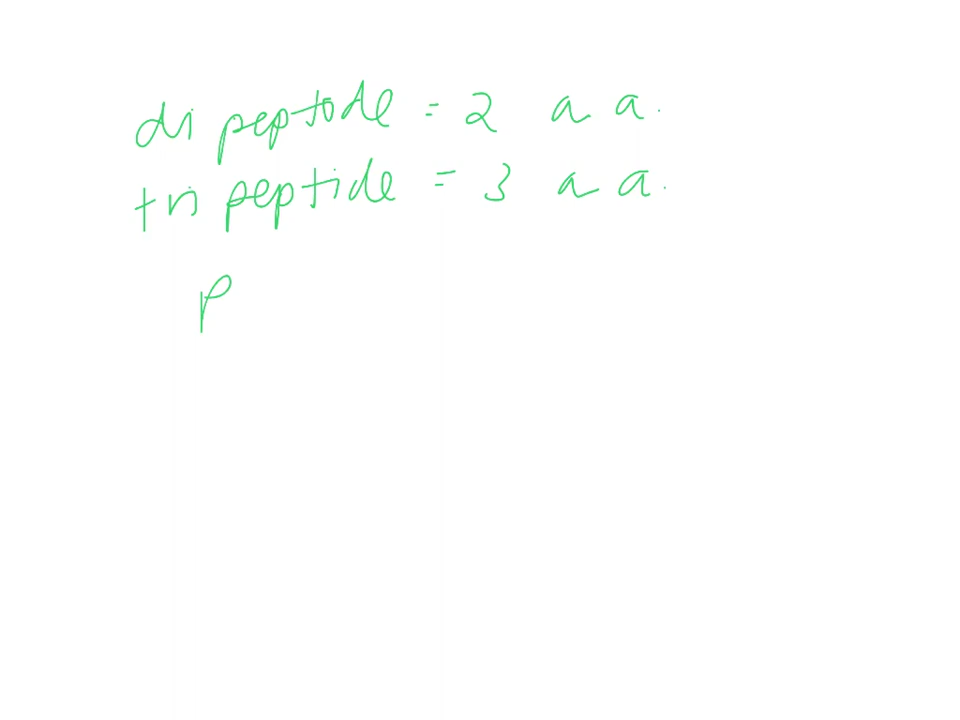 di peptide = 2 a a.
tri peptide = 3 a a.
P